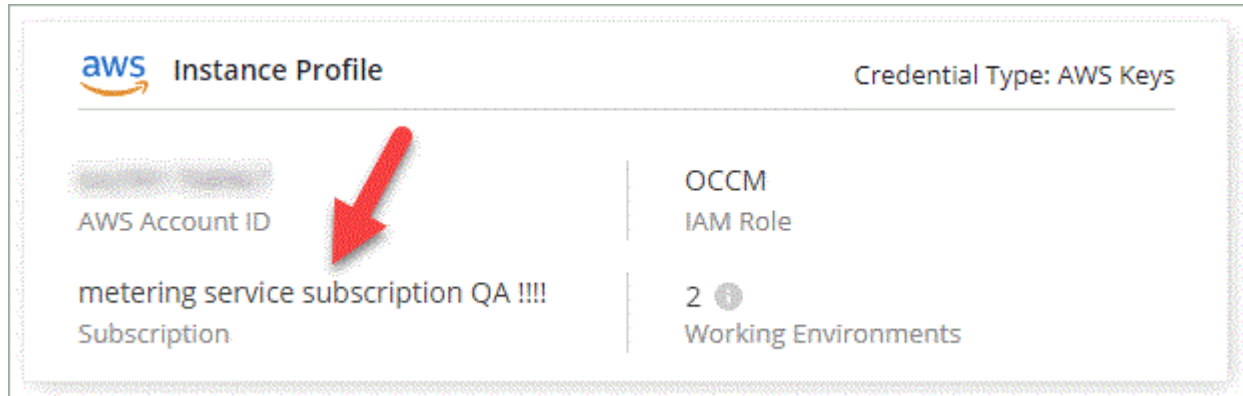 aws Instance Profile Credential Type: AWS Keys
OCCM
AWS Account ID IAM Role
metering service subscription QA !!!! 2
Subscription Working Environments